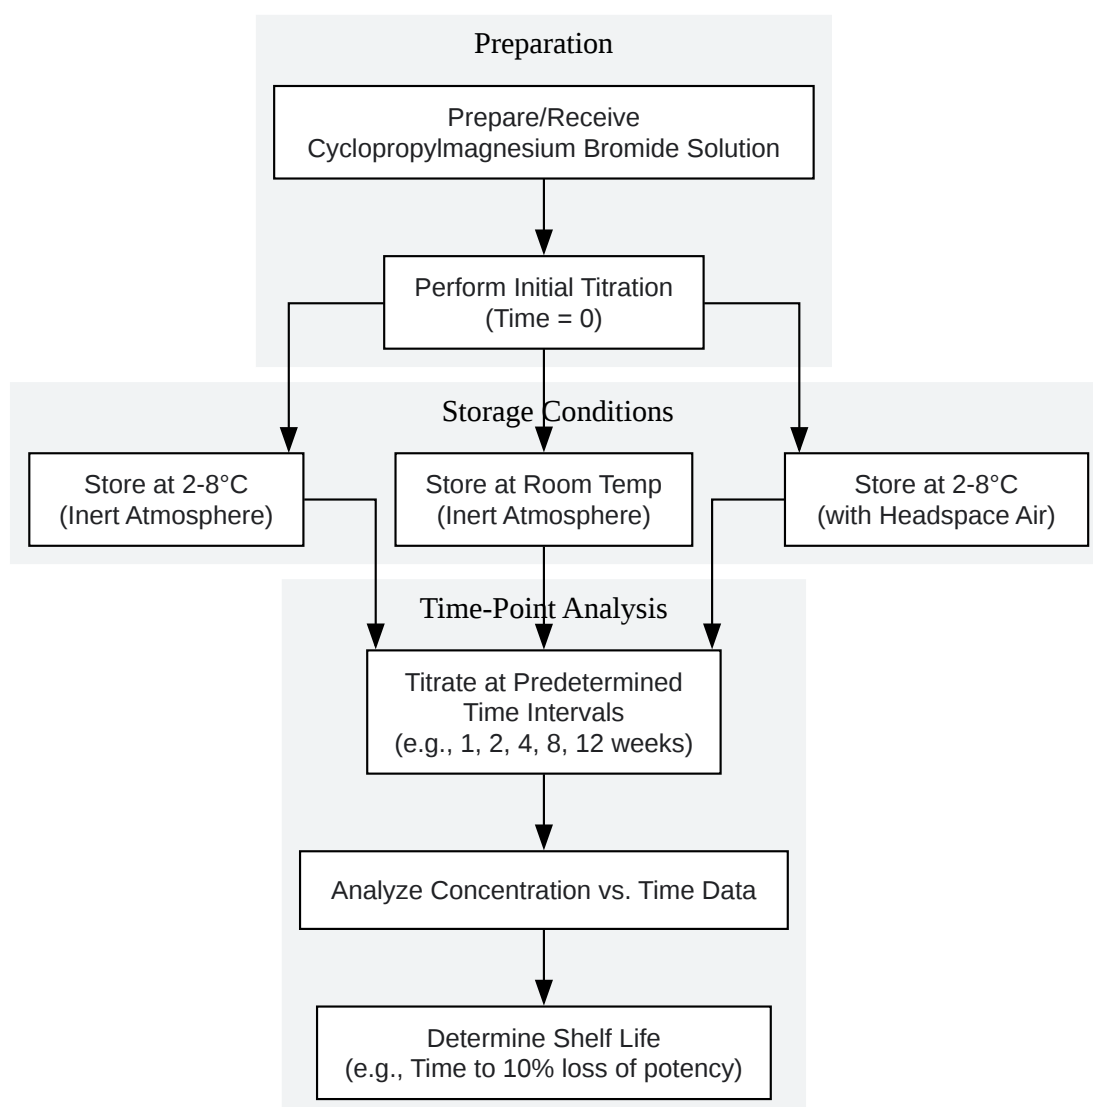 Preparation
Prepare/Receive
Cyclopropylmagnesium Bromide Solution
Perform Initial Titration
(Time = 0)
Storage Conditions
Store at 2-8°C
(Inert Atmosphere)
Store at Room Temp
(Inert Atmosphere)
Store at 2-8°C
(with Headspace Air)
Time-Point Analysis
Titrate at Predetermined
Time Intervals
(e.g., 1, 2, 4, 8, 12 weeks)
Analyze Concentration vs. Time Data
Determine Shelf Life
(e.g., Time to 10% loss of potency)